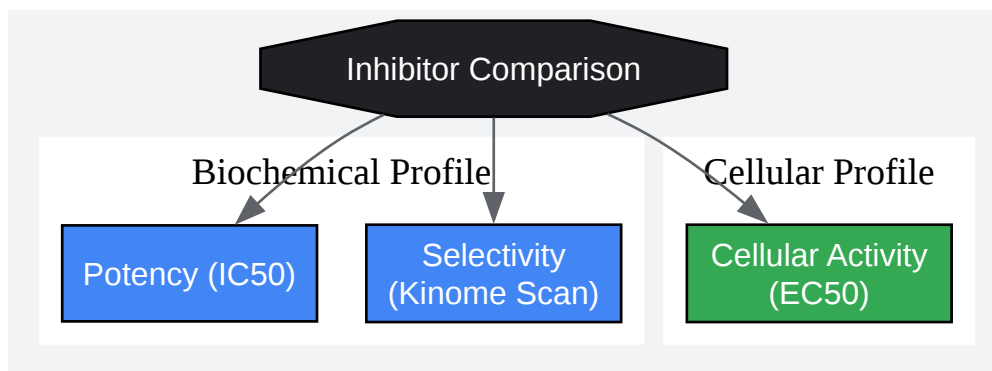 Inhibitor Comparison
Biochemical Profile
Cellular Profile
Potency (IC50)
Selectivity
(Kinome Scan)
Cellular Activity
(EC50)